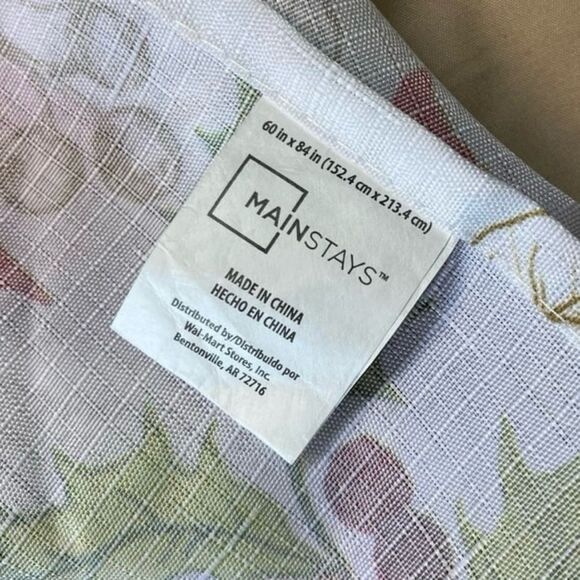 60 in x 84 in (152.4 cm x 213.4 cm)
MAINSTAYS™
MADE IN CHINA
HECHO EN CHINA
Distributed by/Distribuido por
Wal-Mart Stores, Inc.
Bentonville, AR 72716